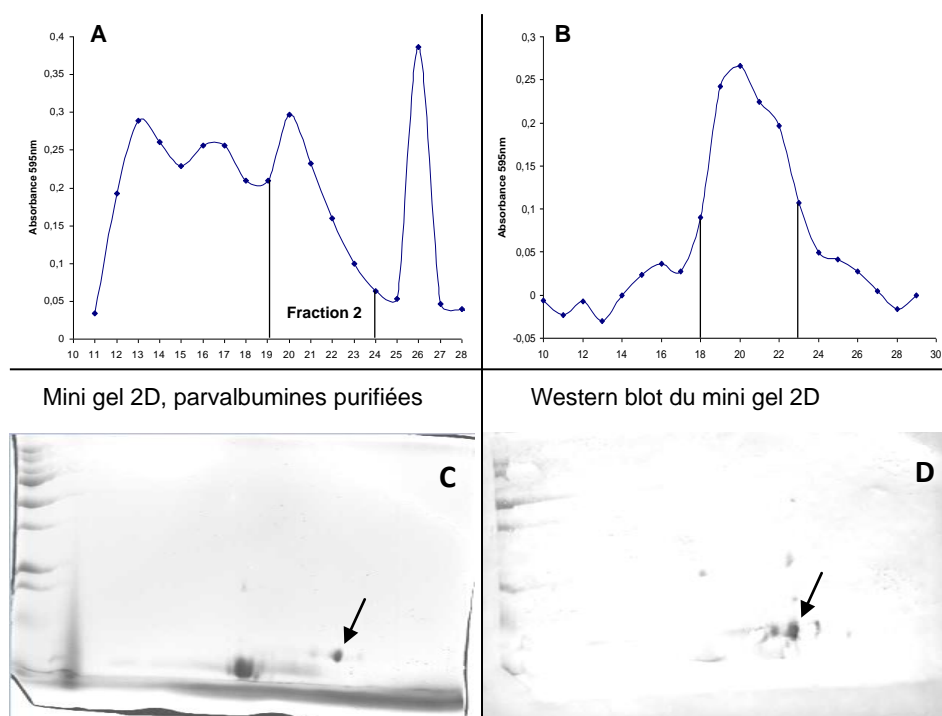 A
Absorbance 595nm
0,4
0,35
0,3
0,25
0,2
0,15
0,1
0,05
0
Fraction 2
10 11 12 13 14 15 16 17 18 19 20 21 22 23 24 25 26 27 28
B
Absorbance 595nm
0,3
0,25
0,2
0,15
0,1
0,05
0
-0,05
10 12 14 16 18 20 22 24 26 28 30
Mini gel 2D, parvalbumines purifiées
Western blot du mini gel 2D
C
D